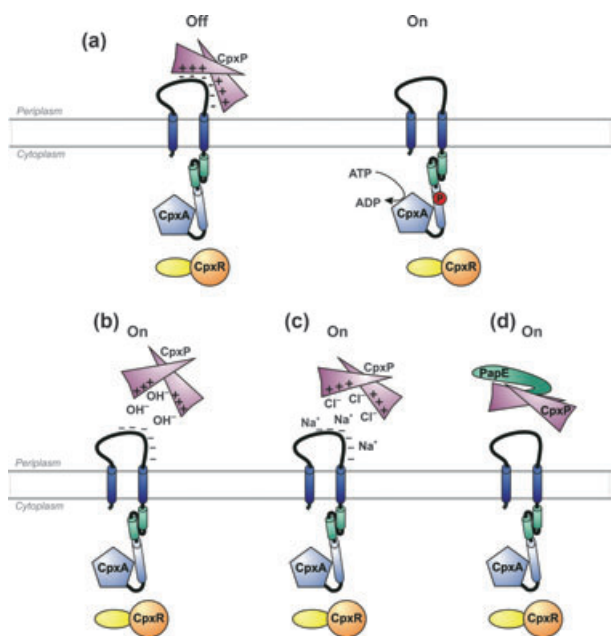 (a)
Off
On
CpxP
+ + +
- - -
+ + +
- - -
Periplasm
Cytoplasm
ATP
ADP
CpxA
CpxR
P
CpxA
CpxR
(b)
On
(c)
On
(d)
On
CpxP
+++
OH⁻
OH⁻
OH⁻
+++
- - -
- - -
CpxP
+ + +
Cl⁻
Cl⁻
Cl⁻
+++
Na⁺
Na⁺
Na⁺
- - -
- - -
PapE
CpxP
Periplasm
Cytoplasm
CpxA
CpxR
CpxA
CpxR
CpxA
CpxR